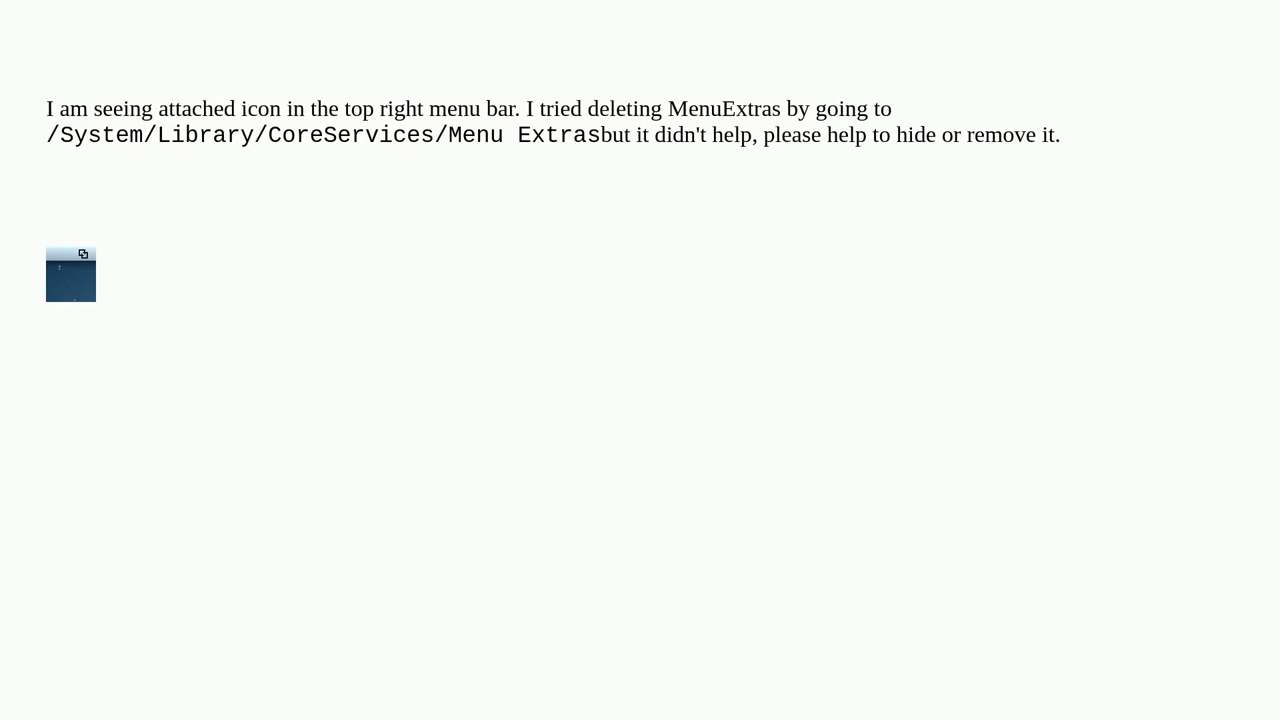 I am seeing attached icon in the top right menu bar. I tried deleting MenuExtras by going to
/System/Library/CoreServices/Menu Extrasbut it didn't help, please help to hide or remove it.